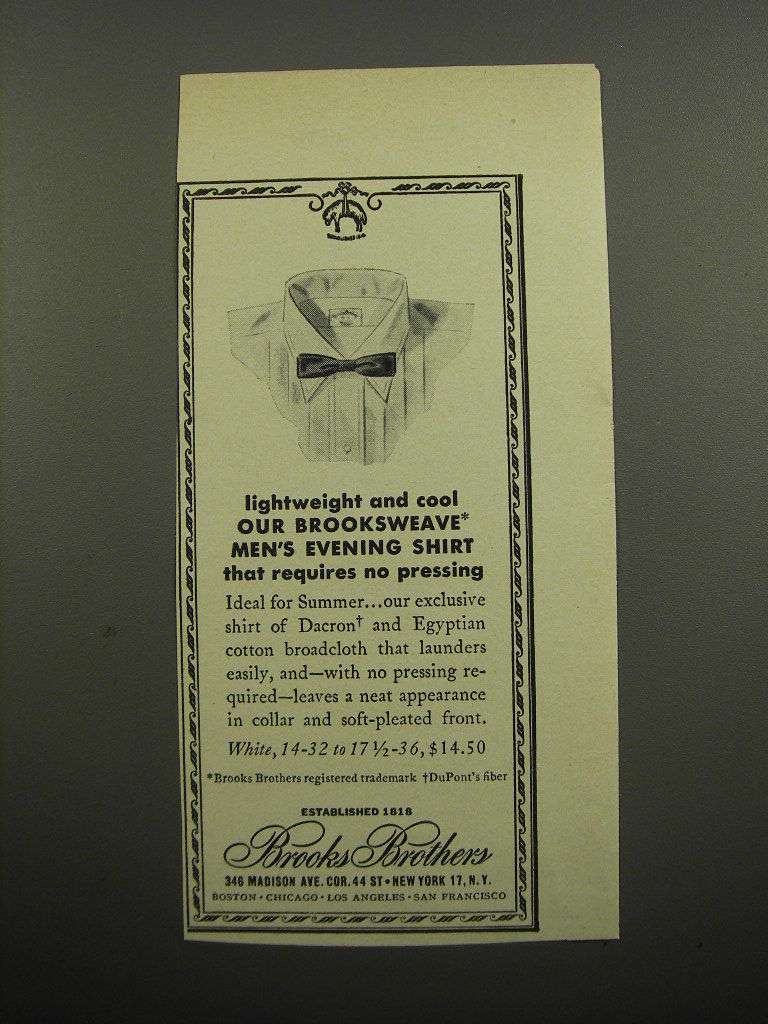 ESTABLISHED 1818
lightweight and cool
OUR BROOKSWEAVE*
MEN'S EVENING SHIRT
that requires no pressing
Ideal for Summer...our exclusive
shirt of Dacron† and Egyptian
cotton broadcloth that launders
easily, and—with no pressing re-
quired—leaves a neat appearance
in collar and soft-pleated front.
White, 14-32 to 17½-36, $14.50
*Brooks Brothers registered trademark †DuPont's fiber
ESTABLISHED 1818
Brooks Brothers
346 MADISON AVE. COR. 44 ST • NEW YORK 17, N. Y.
BOSTON • CHICAGO • LOS ANGELES • SAN FRANCISCO